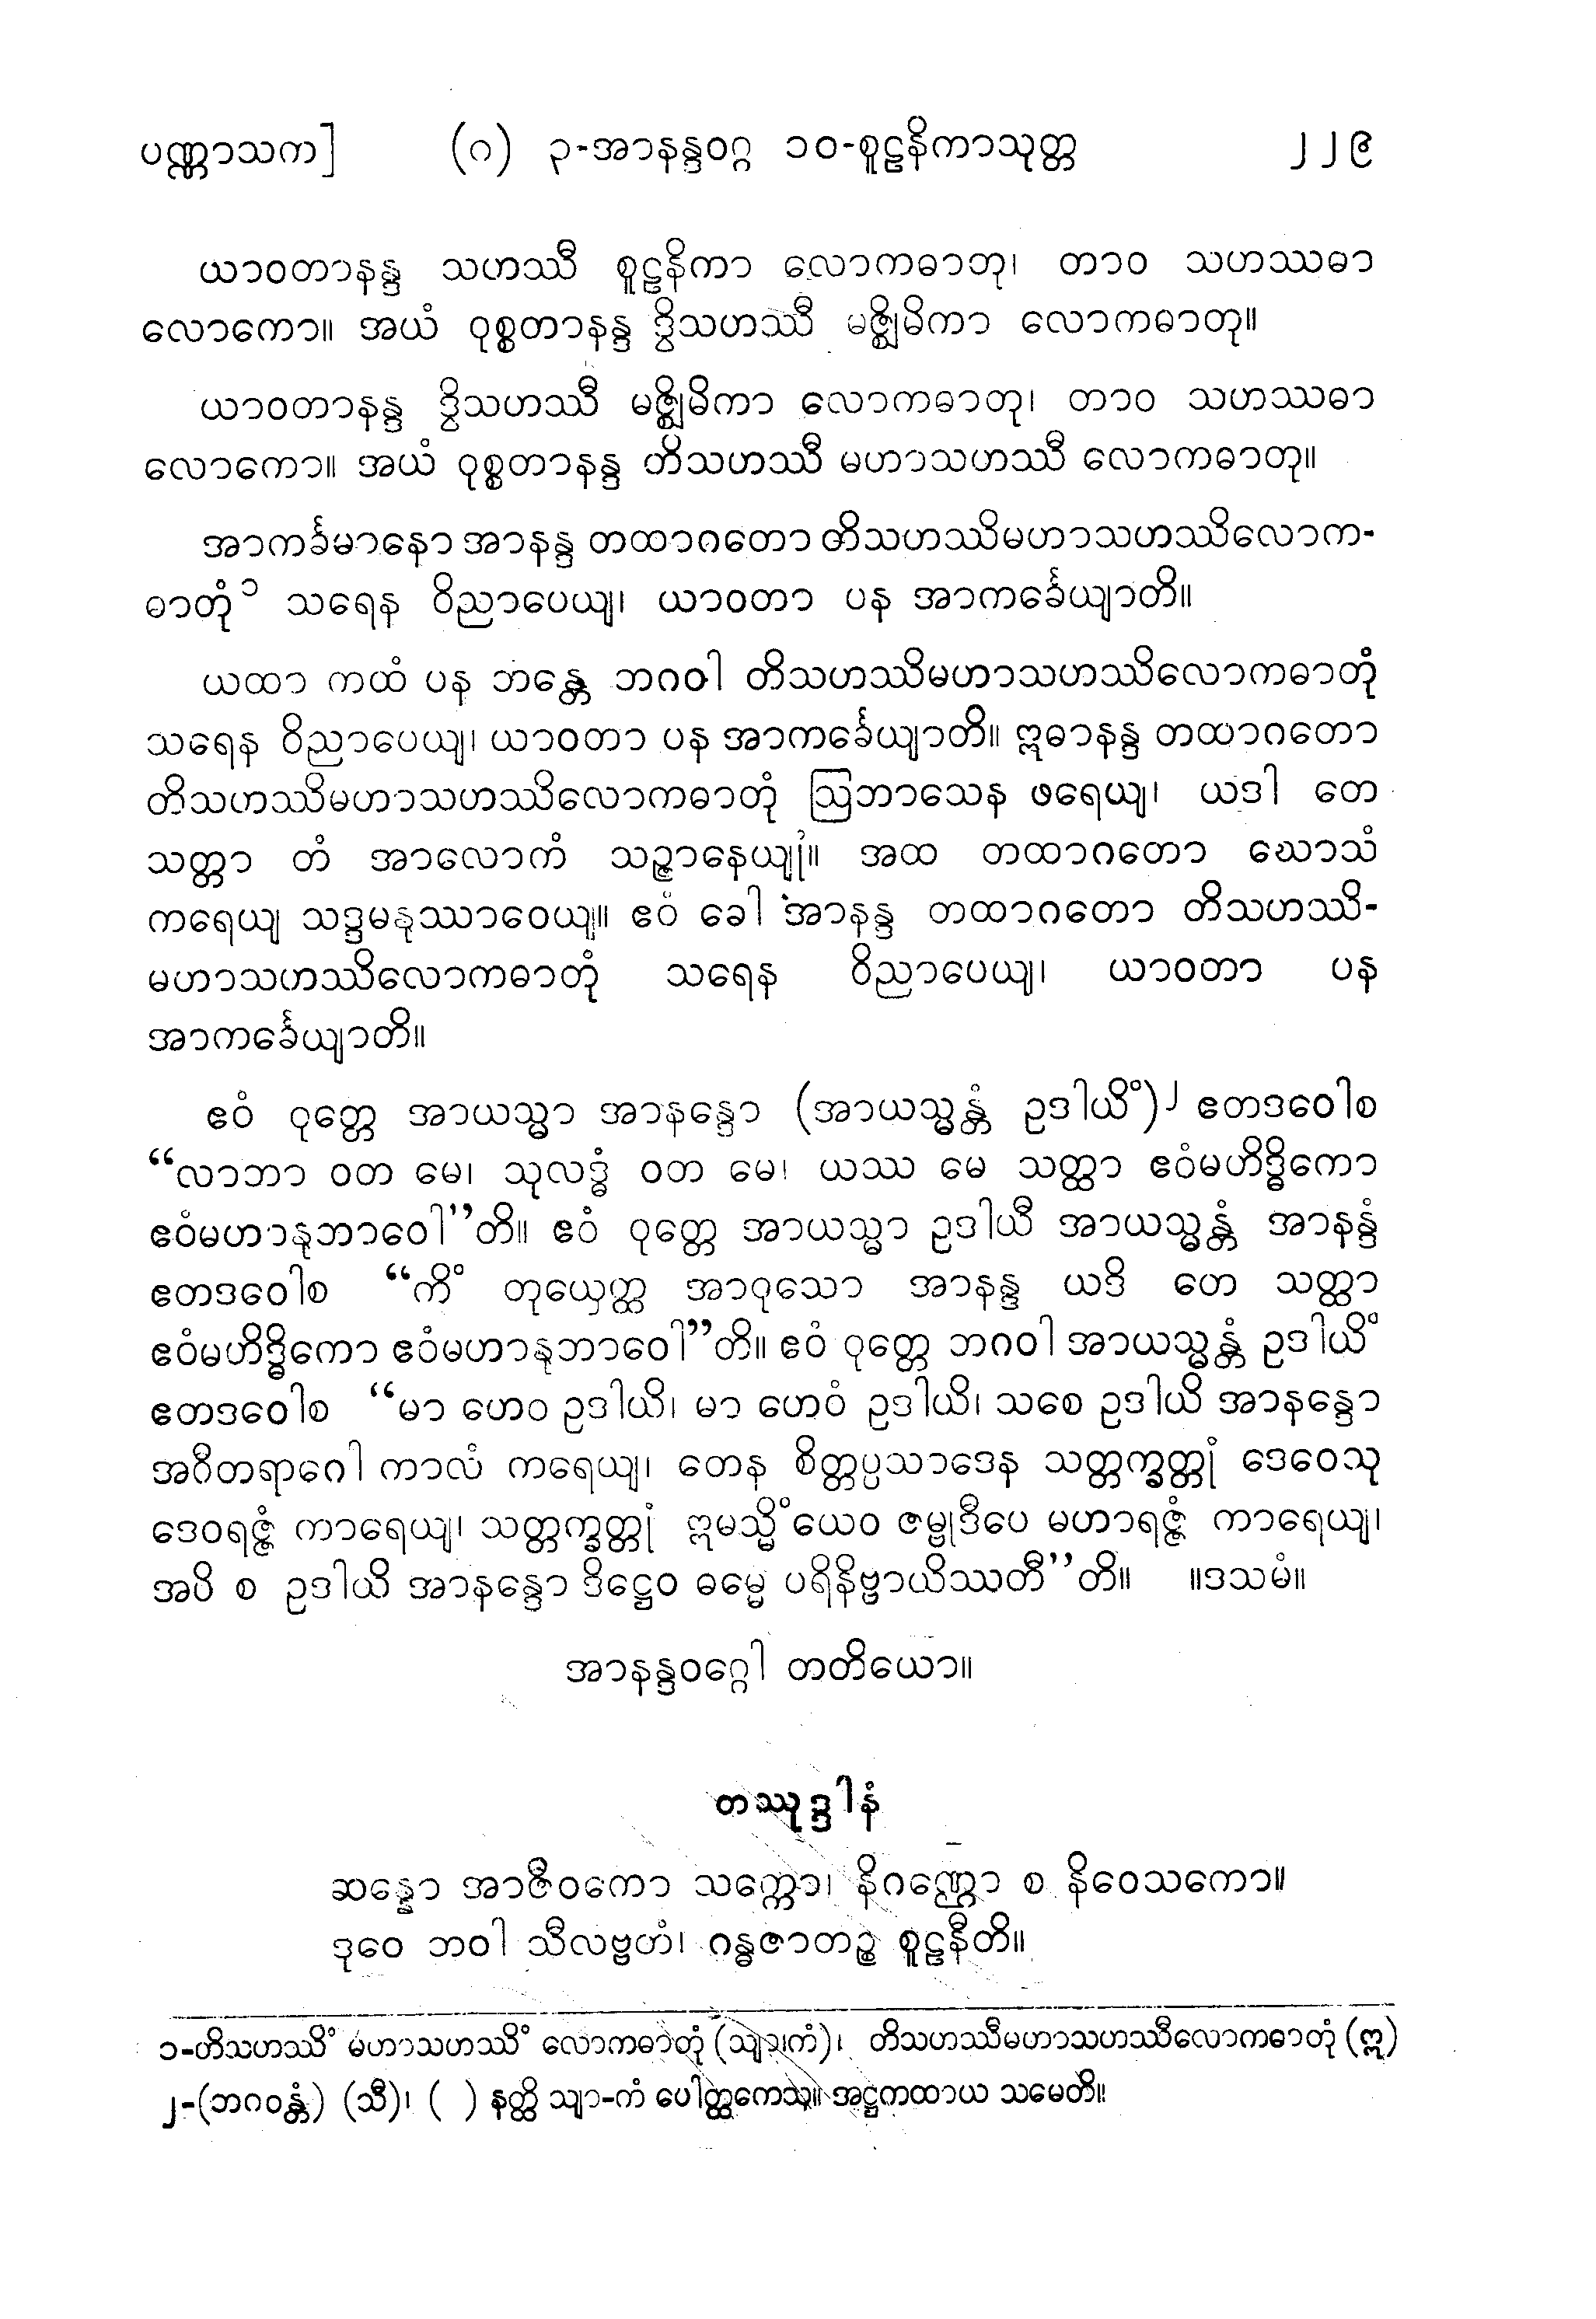 ပဏ္ဏာသက]   (ဂ) ၃-အာနန္ဒဝဂ္ဂ ၁၀-စူဠနိကာသုတ္တ   ၂၂၉
ယာဝတာနန္ဒ သဟဿီ စူဠနိကာ လောကဓာတု၊ တာဝ သဟဿဓာ
လောကော။ အယံ ဝုစ္စတာနန္ဒ ဒွိသဟဿီ မဇ္ဈိမိကာ လောကဓာတု။
ယာဝတာနန္ဒ ဒွိသဟဿီ မဇ္ဈိမိကာ လောကဓာတု၊ တာဝ သဟဿဓာ
လောကော။ အယံ ဝုစ္စတာနန္ဒ တိသဟဿီ မဟာသဟဿီ လောကဓာတု။
အာကင်္ခမာနော အာနန္ဒ တထာဂတော တိသဟဿိမဟာသဟဿိလောက-
ဓာတုံ၁ သရေန ဝိညာပေယျ၊ ယာဝတာ ပန အာကင်္ခေယျာတိ။
ယထာ ကထံ ပန ဘန္တေ ဘဂဝါ တိသဟဿိမဟာသဟဿိလောကဓာတုံ
သရေန ဝိညာပေယျ၊ ယာဝတာ ပန အာကင်္ခေယျာတိ။ ဣဓာနန္ဒ တထာဂတော
တိသဟဿိမဟာသဟဿိလောကဓာတုံ ဩဘာသေန ဖရေယျ၊ ယဒါ တေ
သတ္တာ တံ အာလောကံ သဉ္ဇာနေယျုံ။ အထ တထာဂတော ဃောသံ
ကရေယျ သဒ္ဒမနုဿာဝေယျ။ ဧဝံ ခေါ အာနန္ဒ တထာဂတော တိသဟဿိ-
မဟာသဟဿိလောကဓာတုံ သရေန ဝိညာပေယျ၊ ယာဝတာ ပန
အာကင်္ခေယျာတိ။
ဧဝံ ဝုတ္တေ အာယသ္မာ အာနန္ဒော (အာယသ္မန္တံ ဥဒါယိံ)၂ ဧတဒဝေါစ
“လာဘာ ဝတ မေ၊ သုလဒ္ဓံ ဝတ မေ၊ ယဿ မေ သတ္ထာ ဧဝံမဟိဒ္ဓိကော
ဧဝံမဟာနုဘာဝေါ”တိ။ ဧဝံ ဝုတ္တေ အာယသ္မာ ဥဒါယီ အာယသ္မန္တံ အာနန္ဒံ
ဧတဒဝေါစ “ကိံ တုယှေတ္ထ အာဝုသော အာနန္ဒ ယဒိ တေ သတ္ထာ
ဧဝံမဟိဒ္ဓိကော ဧဝံမဟာနုဘာဝေါ”တိ။ ဧဝံ ဝုတ္တေ ဘဂဝါ အာယသ္မန္တံ ဥဒါယိံ
ဧတဒဝေါစ “မာ ဟေဝ ဥဒါယိ၊ မာ ဟေဝံ ဥဒါယိ၊ သစေ ဥဒါယိ အာနန္ဒော
အဝီတရာဂေါ ကာလံ ကရေယျ၊ တေန စိတ္တပ္ပသာဒေန သတ္တက္ခတ္တုံ ဒေဝေသု
ဒေဝရဇ္ဇံ ကာရေယျ၊ သတ္တက္ခတ္တုံ ဣမသ္မိံယေဝ ဇမ္ဗုဒီပေ မဟာရဇ္ဇံ ကာရေယျ၊
အပိ စ ဥဒါယိ အာနန္ဒော ဒိဋ္ဌေဝ ဓမ္မေ ပရိနိဗ္ဗာယိဿတီ”တိ။ ။ဒသမံ။
အာနန္ဒဝဂ္ဂေါ တတိယော။
တဿုဒ္ဒါနံ
ဆန္နော အာဇီဝကော သက္ကော၊ နိဂဏ္ဌော စ နိဝေသကော။
ဒုဝေ ဘဝါ သီလဗ္ဗတံ၊ ဂန္ဓဇာတဉ္စ စူဠနီတိ။
၁-တိသဟဿိံ မဟာသဟဿိံ လောကဓာတုံ (သျာ၊ကံ)၊ တိသဟဿီမဟာသဟဿီလောကဓာတုံ (ဣ)
၂-(ဘဂဝန္တံ) (သီ)၊ ( ) နတ္ထိ သျာ-ကံ ပေါတ္ထကေသု။ အဋ္ဌကထာယ သမေတိ။